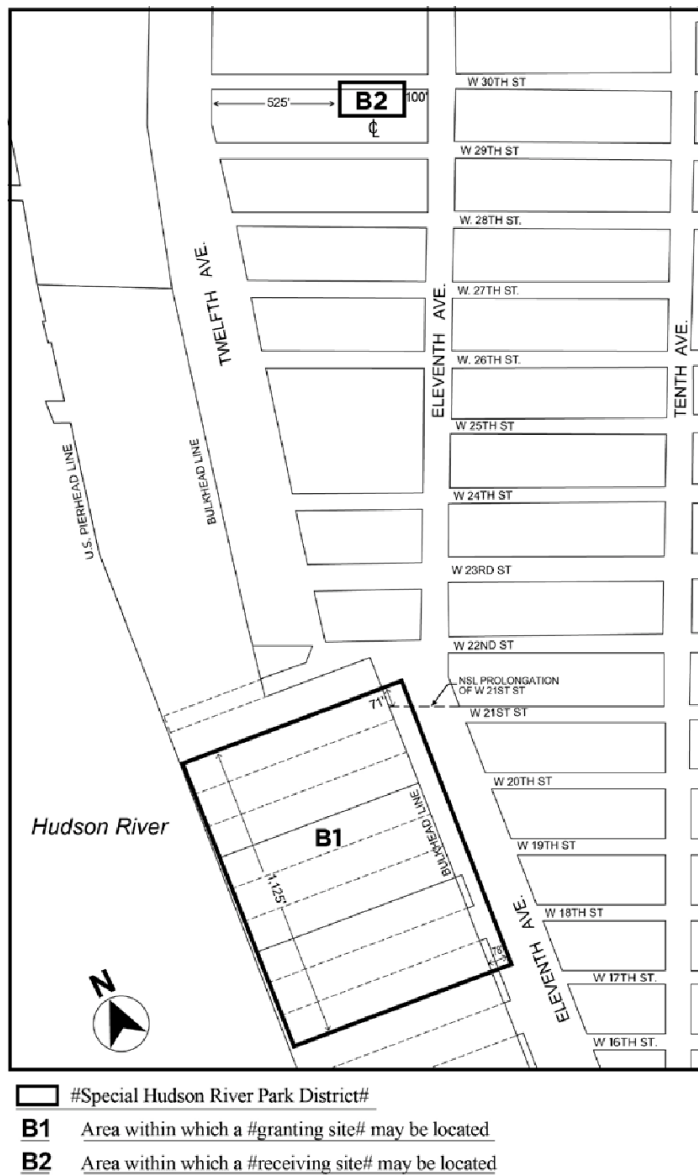 W 30TH ST
525'
B2
100'
℄
W 29TH ST
W. 28TH ST.
TWELFTH AVE.
W 27TH ST.
ELEVENTH AVE.
TENTH AVE.
W. 26TH ST.
W 25TH ST
U.S. PIERHEAD LINE
BULKHEAD LINE
W 24TH ST
W 23RD ST
W 22ND ST
NSL PROLONGATION
OF W 21ST ST
71'
W 21ST ST
W 20TH ST
Hudson River
B1
BULKHEAD LINE
W 19TH ST
1,125'
W 18TH ST
ELEVENTH AVE.
W 17TH ST.
N
W 16TH ST.
#Special Hudson River Park District#
B1 Area within which a #granting site# may be located
B2 Area within which a #receiving site# may be located